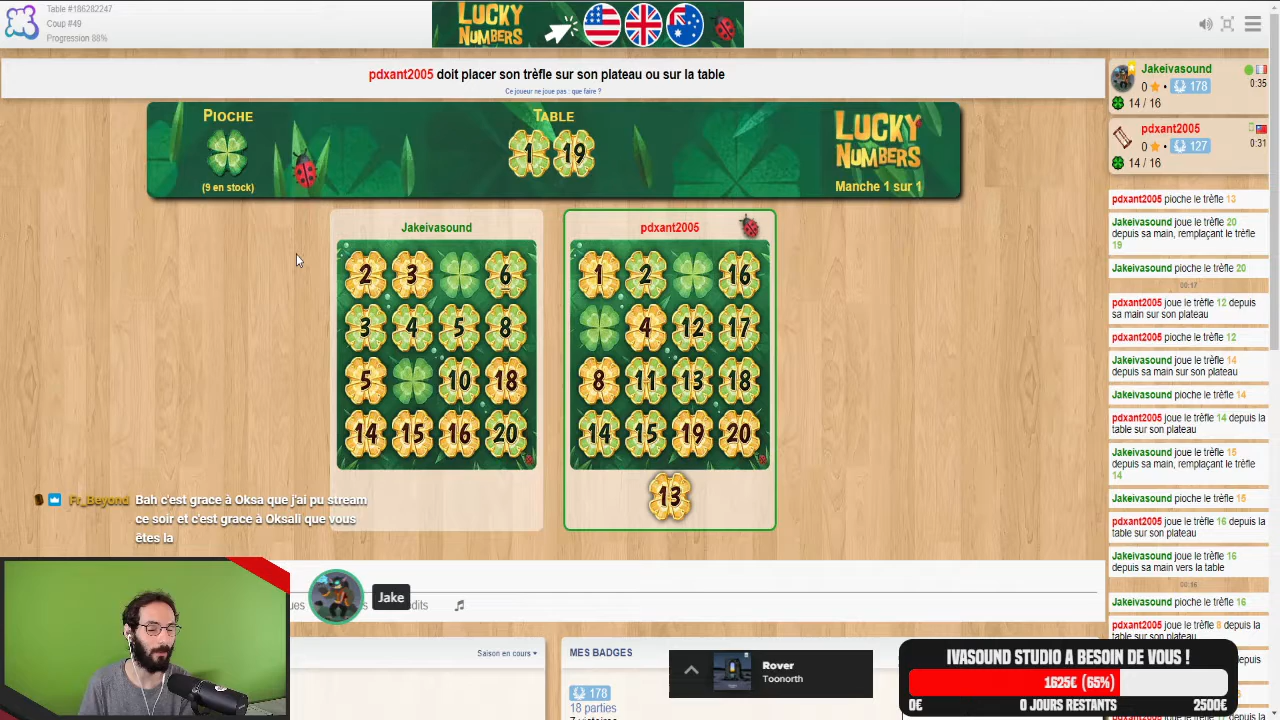 Table #186282247
Coup #49
Progression 88%
LUCKY
NUMBERS
pdxant2005 doit placer son trèfle sur son plateau ou sur la table
Ce joueur ne joue pas : que faire ?
PIOCHE
(9 en stock)
TABLE
1 19
LUCKY
NUMBERS
Manche 1 sur 1
Jakeivasound
2 3 6
3 4 5 8
5 10 18
14 15 16 20
pdxant2005
1 2 16
4 12 17
8 11 13 18
14 15 19 20
13
Fr_Beyond Bah c'est grace à Oksa que j'ai pu stream
ce soir et c'est grace à Oksali que vous
êtes la
Jake
dits
Saison en cours
MES BADGES
178
18 parties
Rover
Toonorth
IVASOUND STUDIO A BESOIN DE VOUS !
1625€ (65%)
0€ 0 JOURS RESTANTS 2500€
Jakeivasound
0 • 178 0:35
14 / 16
pdxant2005
0 • 127 0:31
14 / 16
pdxant2005 pioche le trèfle 13
Jakeivasound joue le trèfle 20
depuis sa main, remplaçant le trèfle
19
Jakeivasound pioche le trèfle 20
00:17
pdxant2005 joue le trèfle 12 depuis
sa main sur son plateau
pdxant2005 pioche le trèfle 12
Jakeivasound joue le trèfle 14
depuis sa main sur son plateau
Jakeivasound pioche le trèfle 14
pdxant2005 joue le trèfle 14 depuis la
table sur son plateau
Jakeivasound joue le trèfle 15
depuis sa main, remplaçant le trèfle
14
Jakeivasound pioche le trèfle 15
pdxant2005 joue le trèfle 16 depuis la
table sur son plateau
Jakeivasound joue le trèfle 16
depuis sa main vers la table
00:16
Jakeivasound pioche le trèfle 16
pdxant2005 joue le trèfle 8 depuis la
table sur son plateau